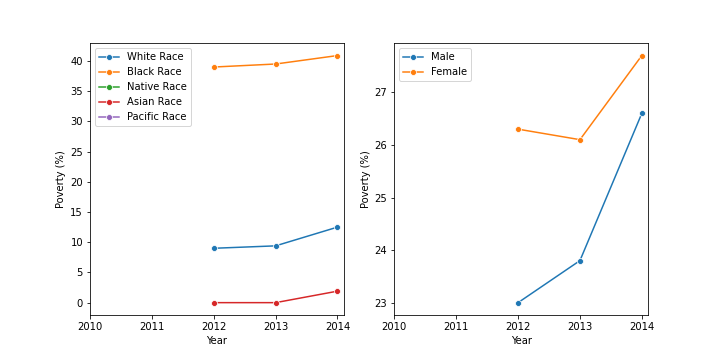 White Race
Black Race
Native Race
Asian Race
Pacific Race
40
35
30
25
20
15
10
5
0
Poverty (%)
2010 2011 2012 2013 2014
Year
Male
Female
27
26
25
24
23
Poverty (%)
2010 2011 2012 2013 2014
Year